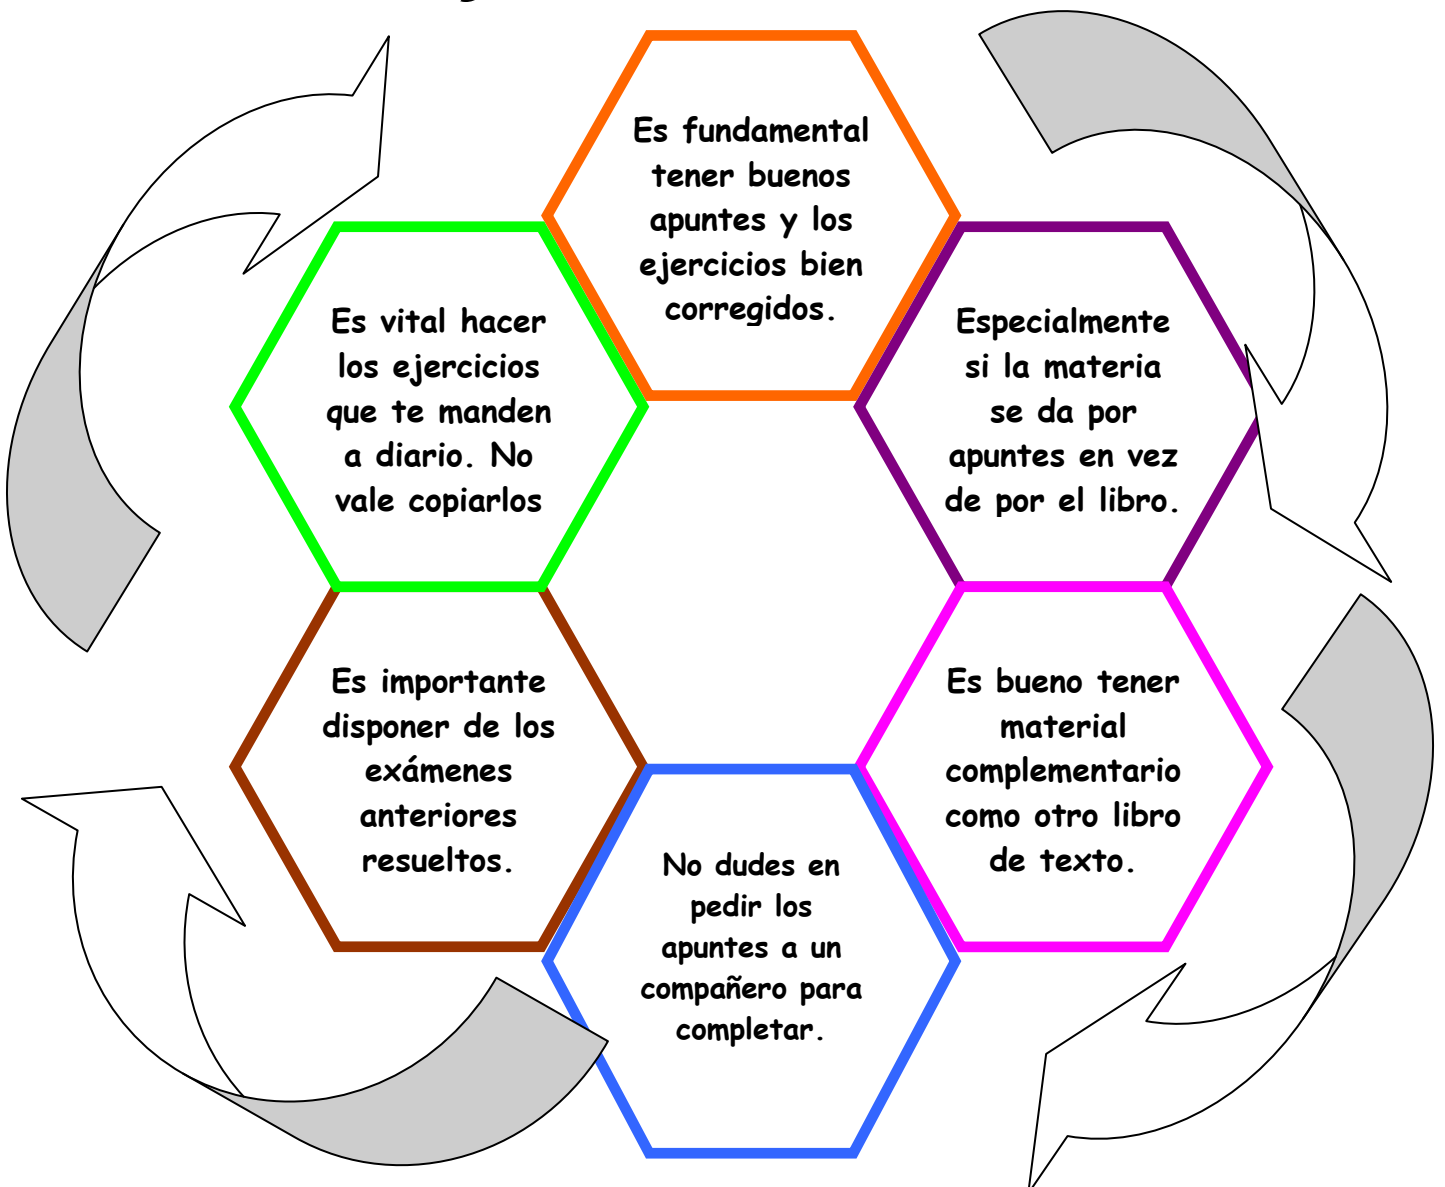 Es fundamental
tener buenos
apuntes y los
ejercicios bien
corregidos.
Especialmente
si la materia
se da por
apuntes en vez
de por el libro.
Es bueno tener
material
complementario
como otro libro
de texto.
No dudes en
pedir los
apuntes a un
compañero para
completar.
Es importante
disponer de los
exámenes
anteriores
resueltos.
Es vital hacer
los ejercicios
que te manden
a diario. No
vale copiarlos